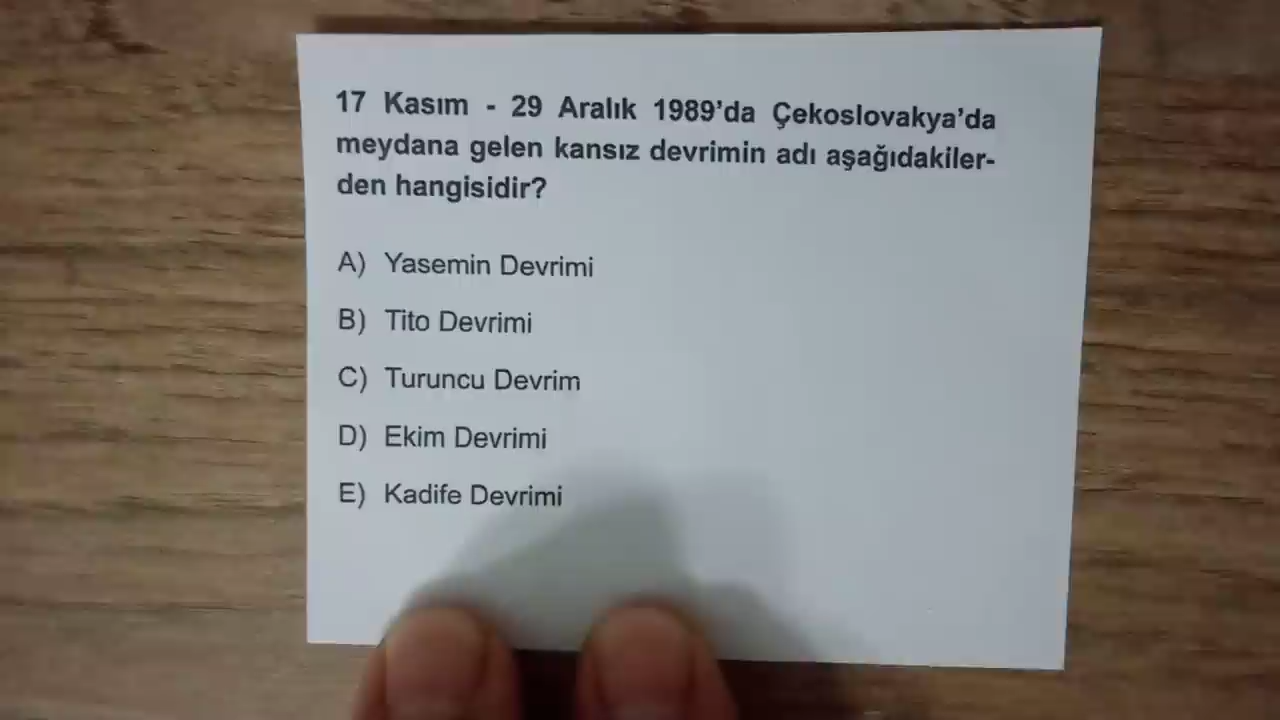 17 Kasım - 29 Aralık 1989'da Çekoslovakya'da
meydana gelen kansız devrimin adı aşağıdakiler-
den hangisidir?
A) Yasemin Devrimi
B) Tito Devrimi
C) Turuncu Devrim
D) Ekim Devrimi
E) Kadife Devrimi